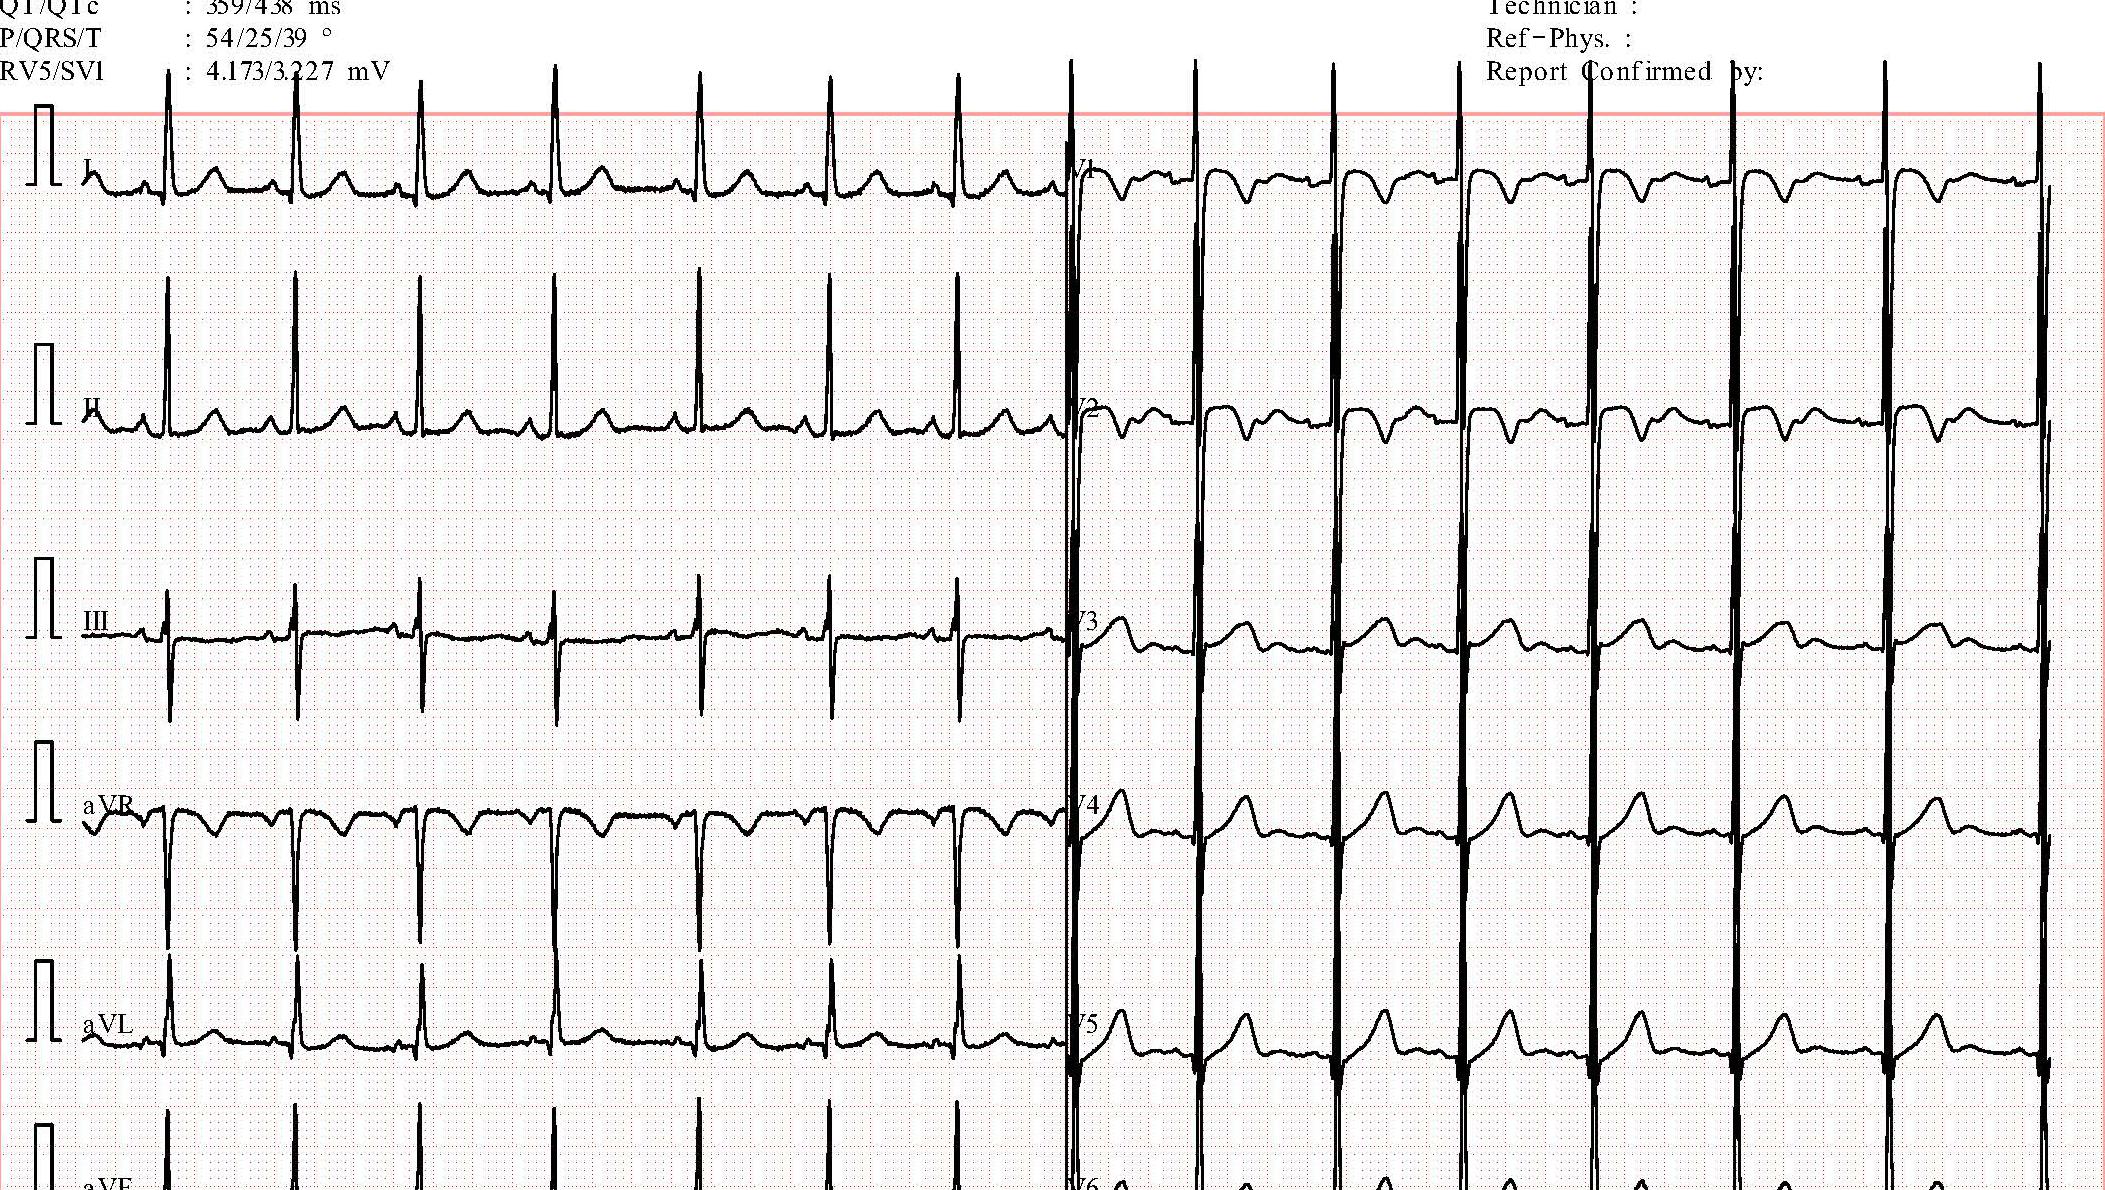 QT/QTc : 359/438 ms
P/QRS/T : 54/25/39 °
RV5/SV1 : 4.173/3.227 mV
Technician :
Ref-Phys. :
Report Confirmed by:
I
II
III
aVR
aVL
aVF
V1
V2
V3
V4
V5
V6